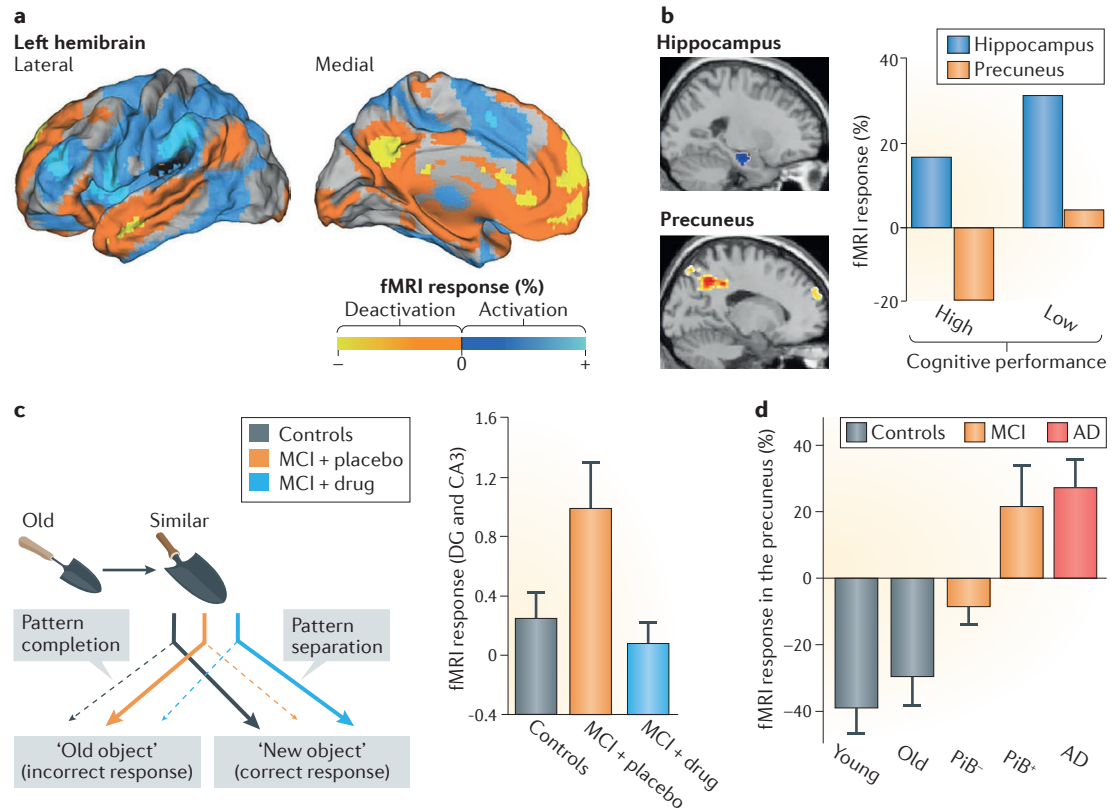 a
Left hemibrain
Lateral
Medial
fMRI response (%)
Deactivation
Activation
–
0
+
b
Hippocampus
Precuneus
Hippocampus
Precuneus
fMRI response (%)
40
20
0
-20
High
Low
Cognitive performance
c
Controls
MCI + placebo
MCI + drug
Old
Similar
Pattern
completion
Pattern
separation
‘Old object’
(incorrect response)
‘New object’
(correct response)
fMRI response (DG and CA3)
1.6
1.2
0.8
0.4
0
-0.4
Controls
MCI + placebo
MCI + drug
d
Controls
MCI
AD
fMRI response in the precuneus (%)
40
20
0
−20
−40
Young
Old
PiB⁻
PiB⁺
AD